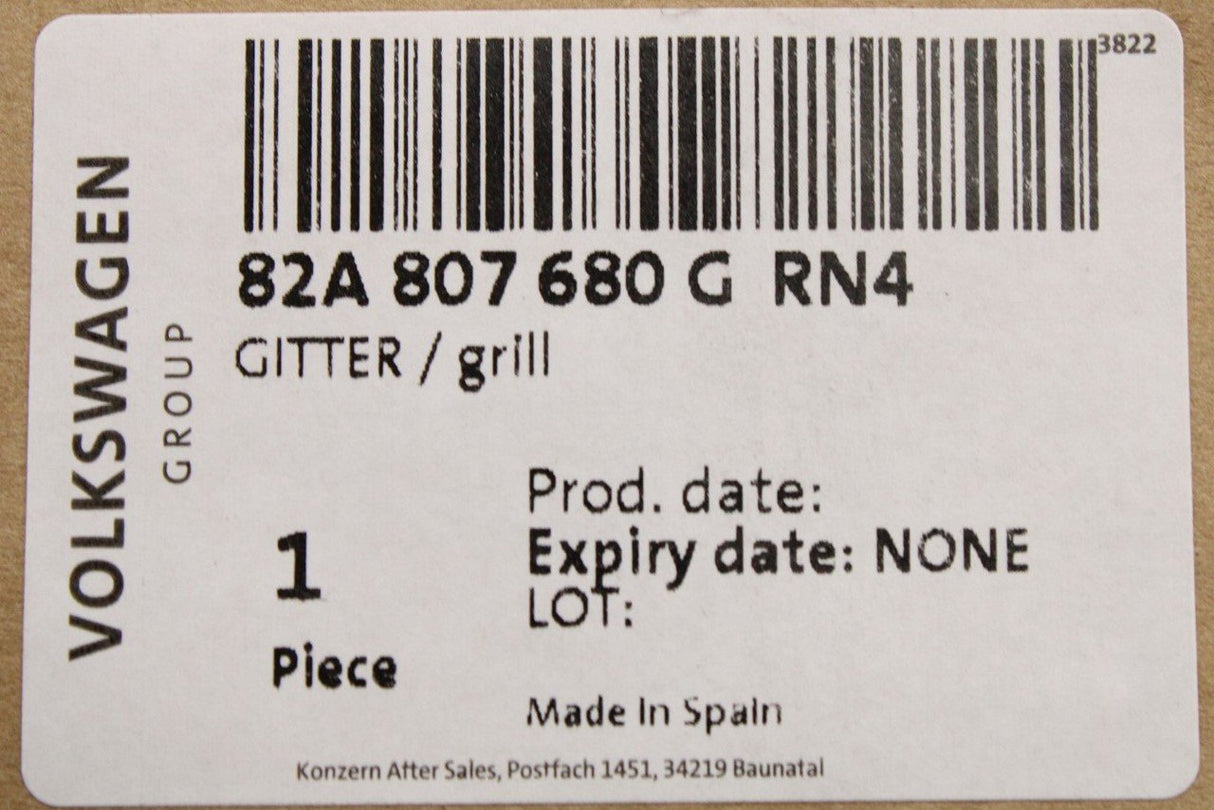 3822
82A 807 680 G RN4
GITTER / grill
VOLKSWAGEN
GROUP
Prod. date:
Expiry date: NONE
LOT:
1
Piece
Made In Spain
Konzern After Sales, Postfach 1451, 34219 Baunatal